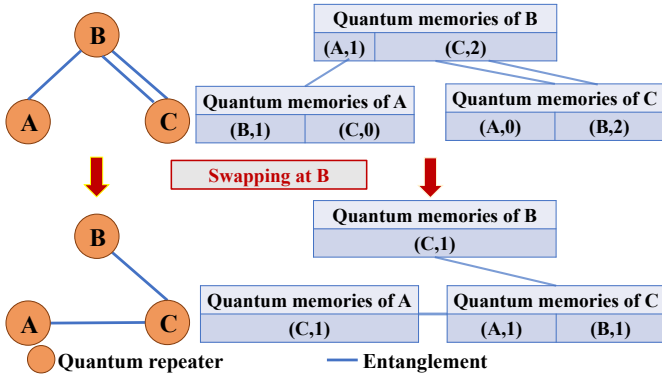 B
A
C
Quantum memories of B
(A,1) (C,2)
Quantum memories of A
(B,1) (C,0)
Quantum memories of C
(A,0) (B,2)
Swapping at B
B
A
C
Quantum memories of B
(C,1)
Quantum memories of A
(C,1)
Quantum memories of C
(A,1) (B,1)
Quantum repeater
Entanglement